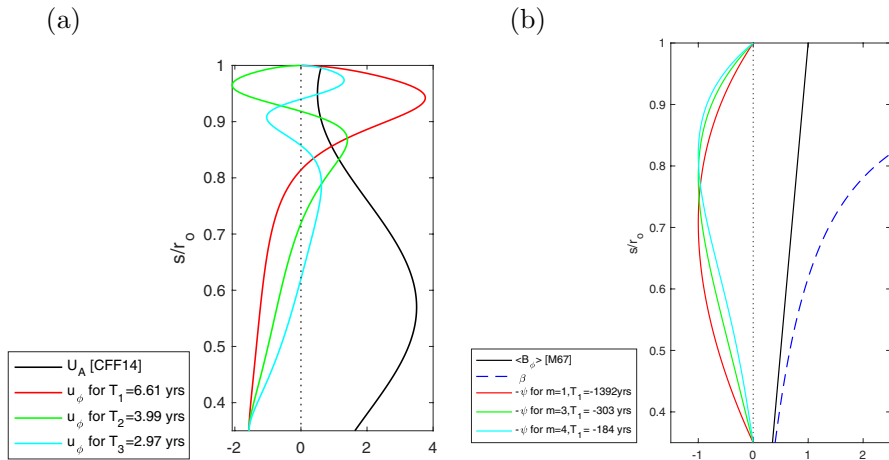 (a)
1
0.9
0.8
s/r_o
0.7
0.6
0.5
0.4
-2 0 2 4
U_A [CFF14]
u_ϕ for T_1=6.61 yrs
u_ϕ for T_2=3.99 yrs
u_ϕ for T_3=2.97 yrs
(b)
1
0.9
0.8
s/r_o
0.7
0.6
0.5
0.4
-1 0 1 2
<B_ϕ> [M67]
β
-ψ for m=1,T_1=-1392yrs
-ψ for m=3,T_1= -303 yrs
-ψ for m=4,T_1= -184 yrs